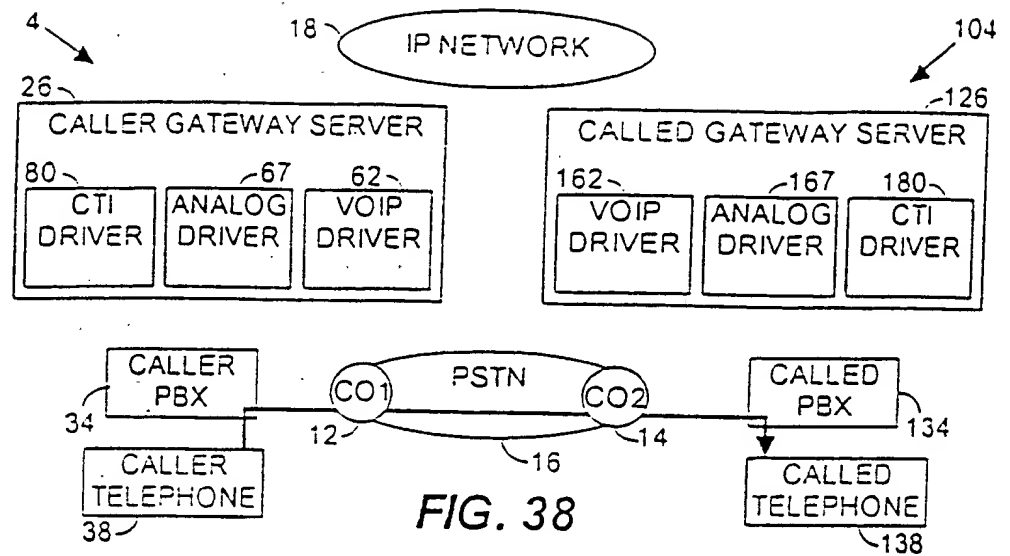 4
18
IP NETWORK
104
26
126
CALLER GATEWAY SERVER
CALLED GATEWAY SERVER
80
67
62
162
167
180
CTI
DRIVER
ANALOG
DRIVER
VOIP
DRIVER
VOIP
DRIVER
ANALOG
DRIVER
CTI
DRIVER
CALLER
PBX
34
CO1
PSTN
CO2
CALLED
PBX
134
12
14
16
CALLER
TELEPHONE
38
CALLED
TELEPHONE
138
FIG. 38